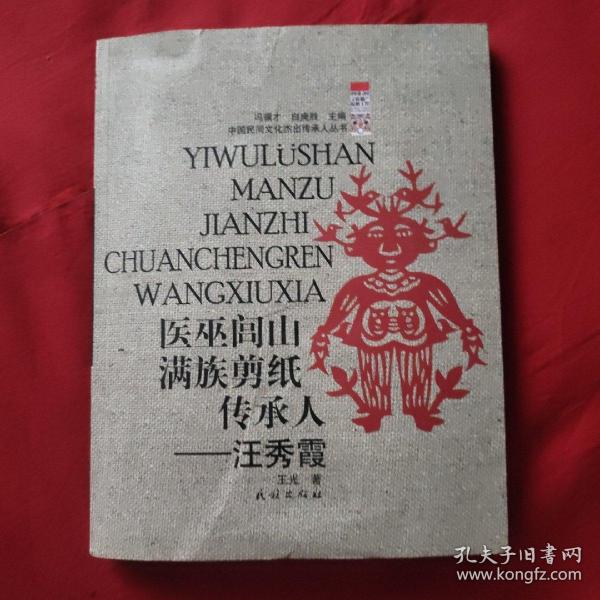 冯骥才 白庚胜 主编
中国民间文化杰出传承人丛书
YIWULÜSHAN
MANZU
JIANZHI
CHUANCHENGREN
WANGXIUXIA
医巫闾山
满族剪纸
传承人
——汪秀霞
王光 著
民族出版社
孔夫子旧書网
www.kongfz.com